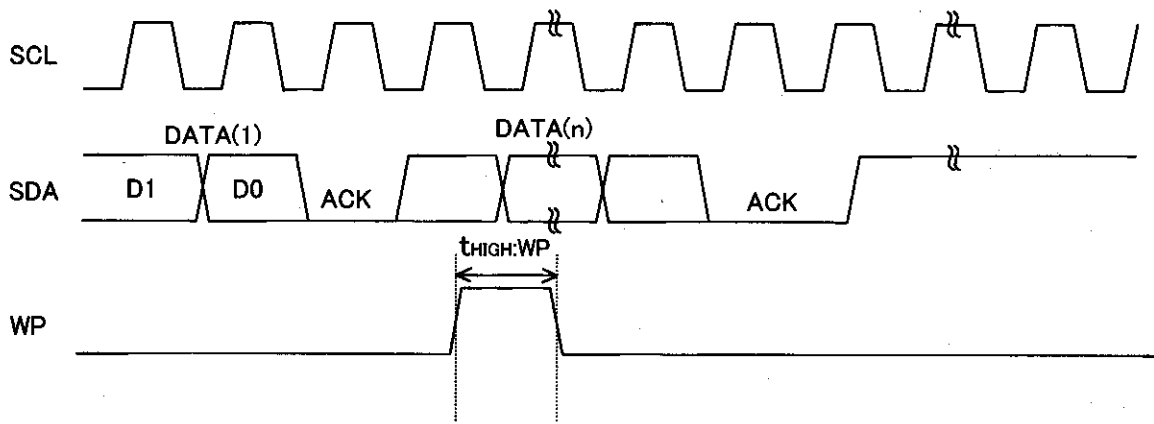 SCL
DATA(1)
DATA(n)
SDA
D1
D0
ACK
ACK
tHIGH:WP
WP